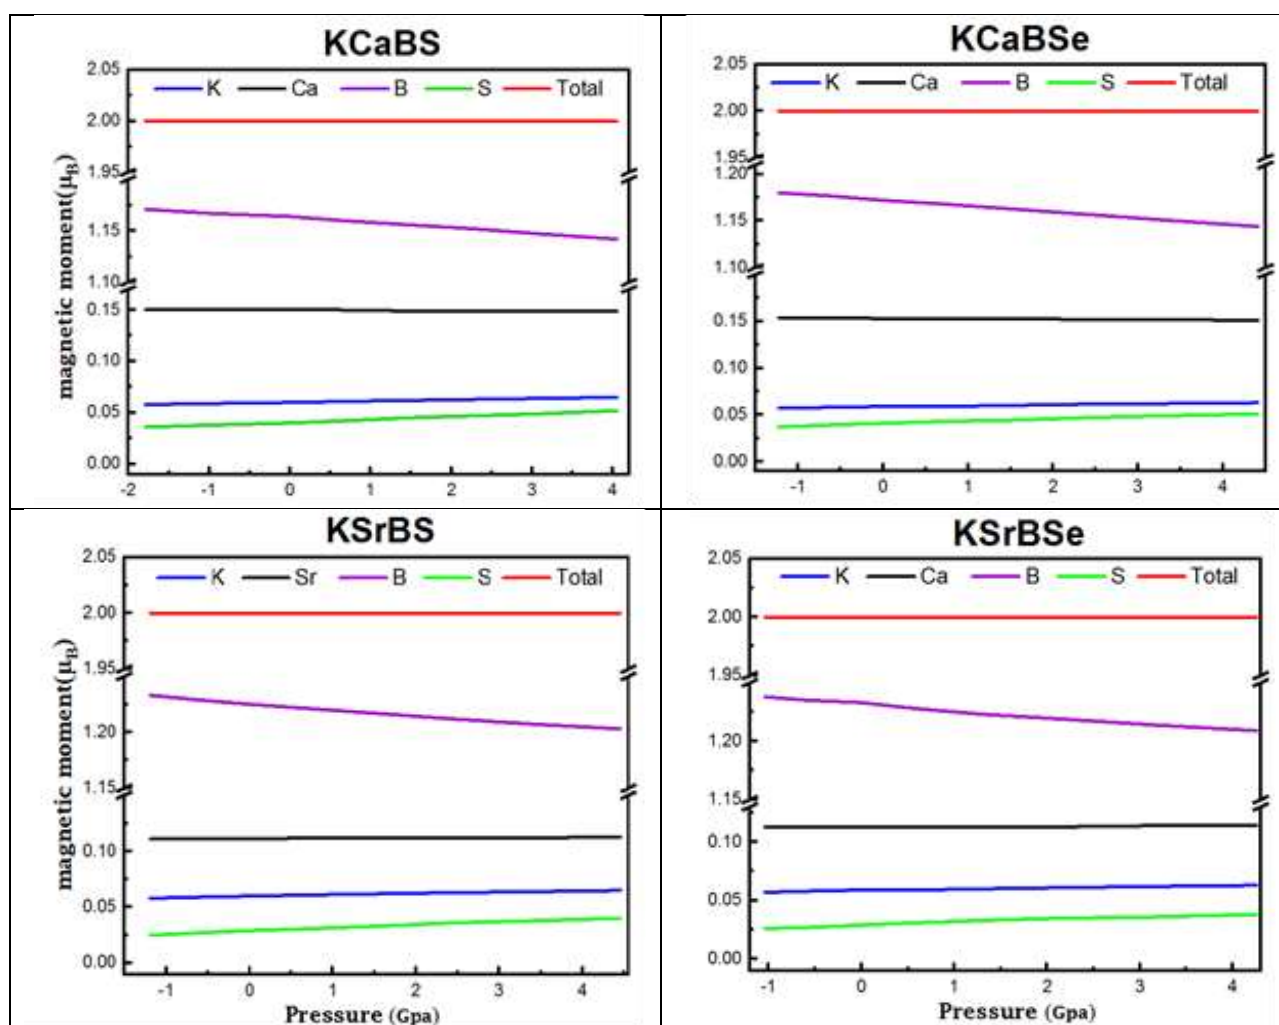 KCaBS
2.05
K Ca B S Total
2.00
1.95
1.15
1.10
0.15
0.10
0.05
0.00
-2 -1 0 1 2 3 4
magnetic moment(μB)
KCaBSe
2.05
K Ca B S Total
2.00
1.95
1.20
1.15
1.10
0.15
0.10
0.05
0.00
-1 0 1 2 3 4
KSrBS
2.05
K Sr B S Total
2.00
1.95
1.20
1.15
0.10
0.05
0.00
-1 0 1 2 3 4
magnetic moment(μB)
Pressure (Gpa)
KSrBSe
2.05
K Ca B S Total
2.00
1.95
1.20
1.15
0.10
0.05
0.00
-1 0 1 2 3 4
Pressure (Gpa)